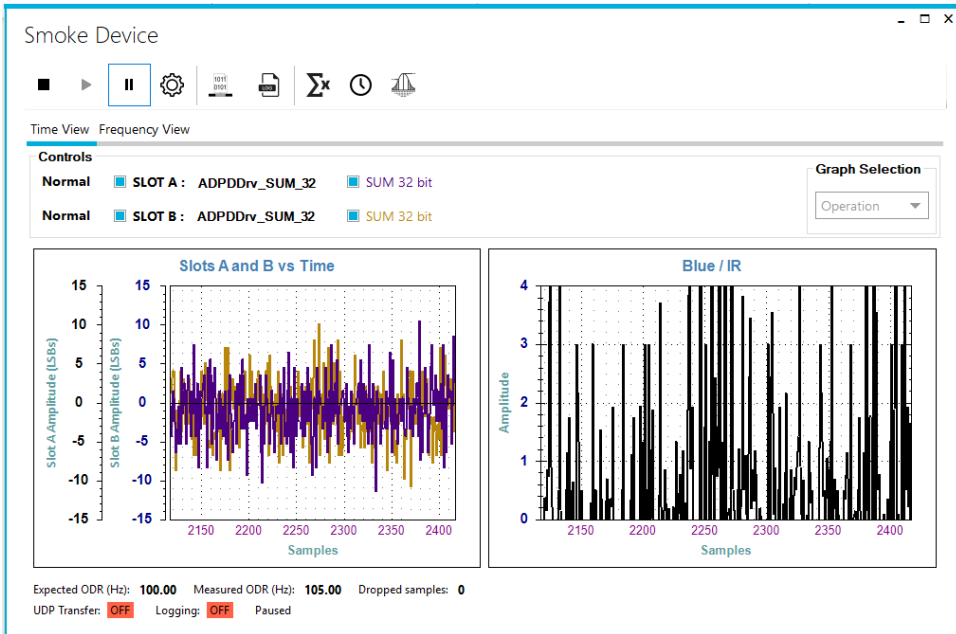 Smoke Device
1011
0101
LOG
Σx
Time View Frequency View
Controls
Normal SLOT A : ADPDDrv_SUM_32 SUM 32 bit
Normal SLOT B : ADPDDrv_SUM_32 SUM 32 bit
Graph Selection
Operation
Slots A and B vs Time
Slot A Amplitude (LSBs)
15
10
5
0
-5
-10
-15
Slot B Amplitude (LSBs)
15
10
5
0
-5
-10
-15
2150 2200 2250 2300 2350 2400
Samples
Blue / IR
Amplitude
4
3
2
1
0
2150 2200 2250 2300 2350 2400
Samples
Expected ODR (Hz): 100.00 Measured ODR (Hz): 105.00 Dropped samples: 0
UDP Transfer: OFF Logging: OFF Paused